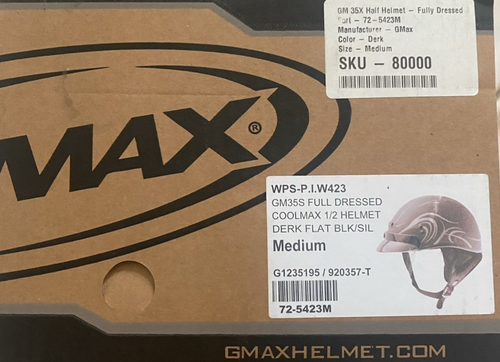 GM 35X Half Helmet - Fully Dressed
Part - 72-5423M
Manufacturer - GMax
Color - Derk
Size - Medium
SKU - 80000
MAX®
WPS-P.I.W423
GM35S FULL DRESSED
COOLMAX 1/2 HELMET
DERK FLAT BLK/SIL
Medium
G1235195 / 920357-T
72-5423M
GMAXHELMET.COM